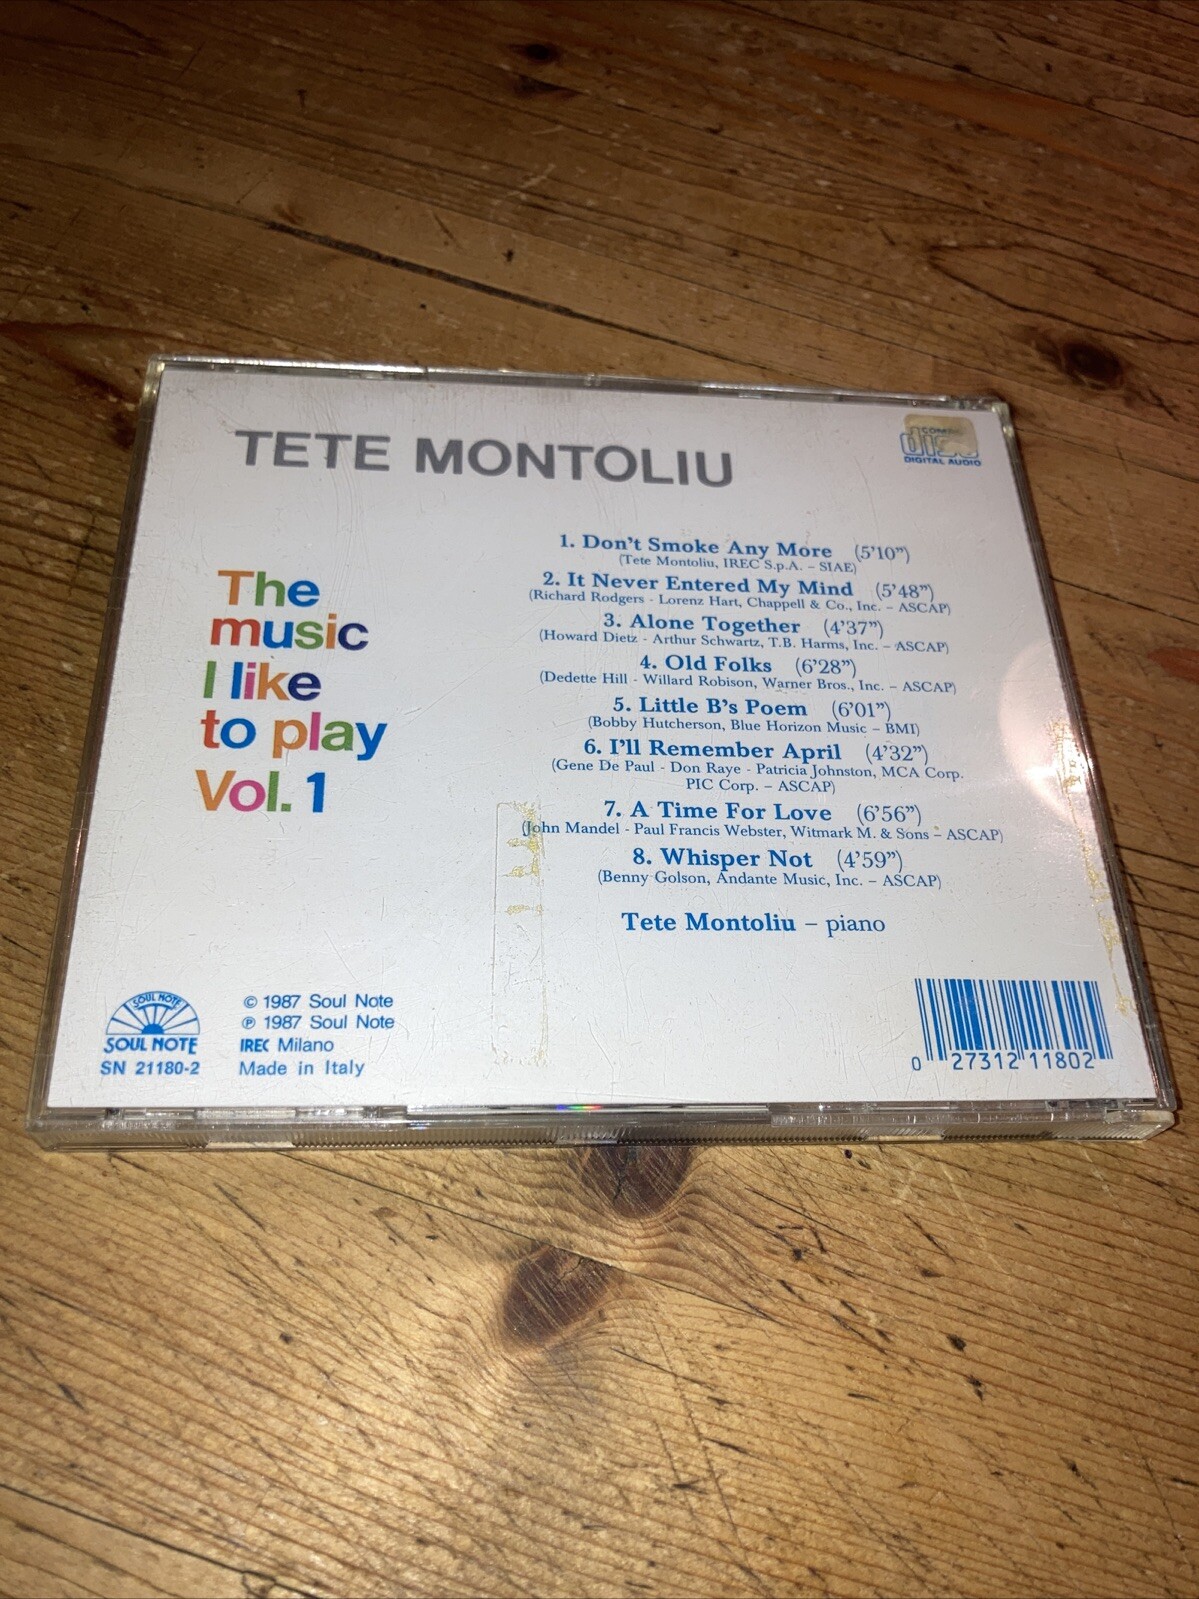 TETE MONTOLIU
DIGITAL AUDIO
The
music
I like
to play
Vol. 1
1. Don't Smoke Any More (5'10")
(Tete Montoliu, IREC S.p.A. – SIAE)
2. It Never Entered My Mind (5'48")
(Richard Rodgers - Lorenz Hart, Chappell & Co., Inc. – ASCAP)
3. Alone Together (4'37")
(Howard Dietz - Arthur Schwartz, T.B. Harms, Inc. – ASCAP)
4. Old Folks (6'28")
(Dedette Hill - Willard Robison, Warner Bros., Inc. – ASCAP)
5. Little B's Poem (6'01")
(Bobby Hutcherson, Blue Horizon Music – BMI)
6. I'll Remember April (4'32")
(Gene De Paul - Don Raye - Patricia Johnston, MCA Corp.
PIC Corp. – ASCAP)
7. A Time For Love (6'56")
(John Mandel - Paul Francis Webster, Witmark M. & Sons – ASCAP)
8. Whisper Not (4'59")
(Benny Golson, Andante Music, Inc. – ASCAP)
Tete Montoliu – piano
SOUL NOTE
SOUL NOTE
SN 21180-2
© 1987 Soul Note
℗ 1987 Soul Note
IREC Milano
Made in Italy
0 27312 11802